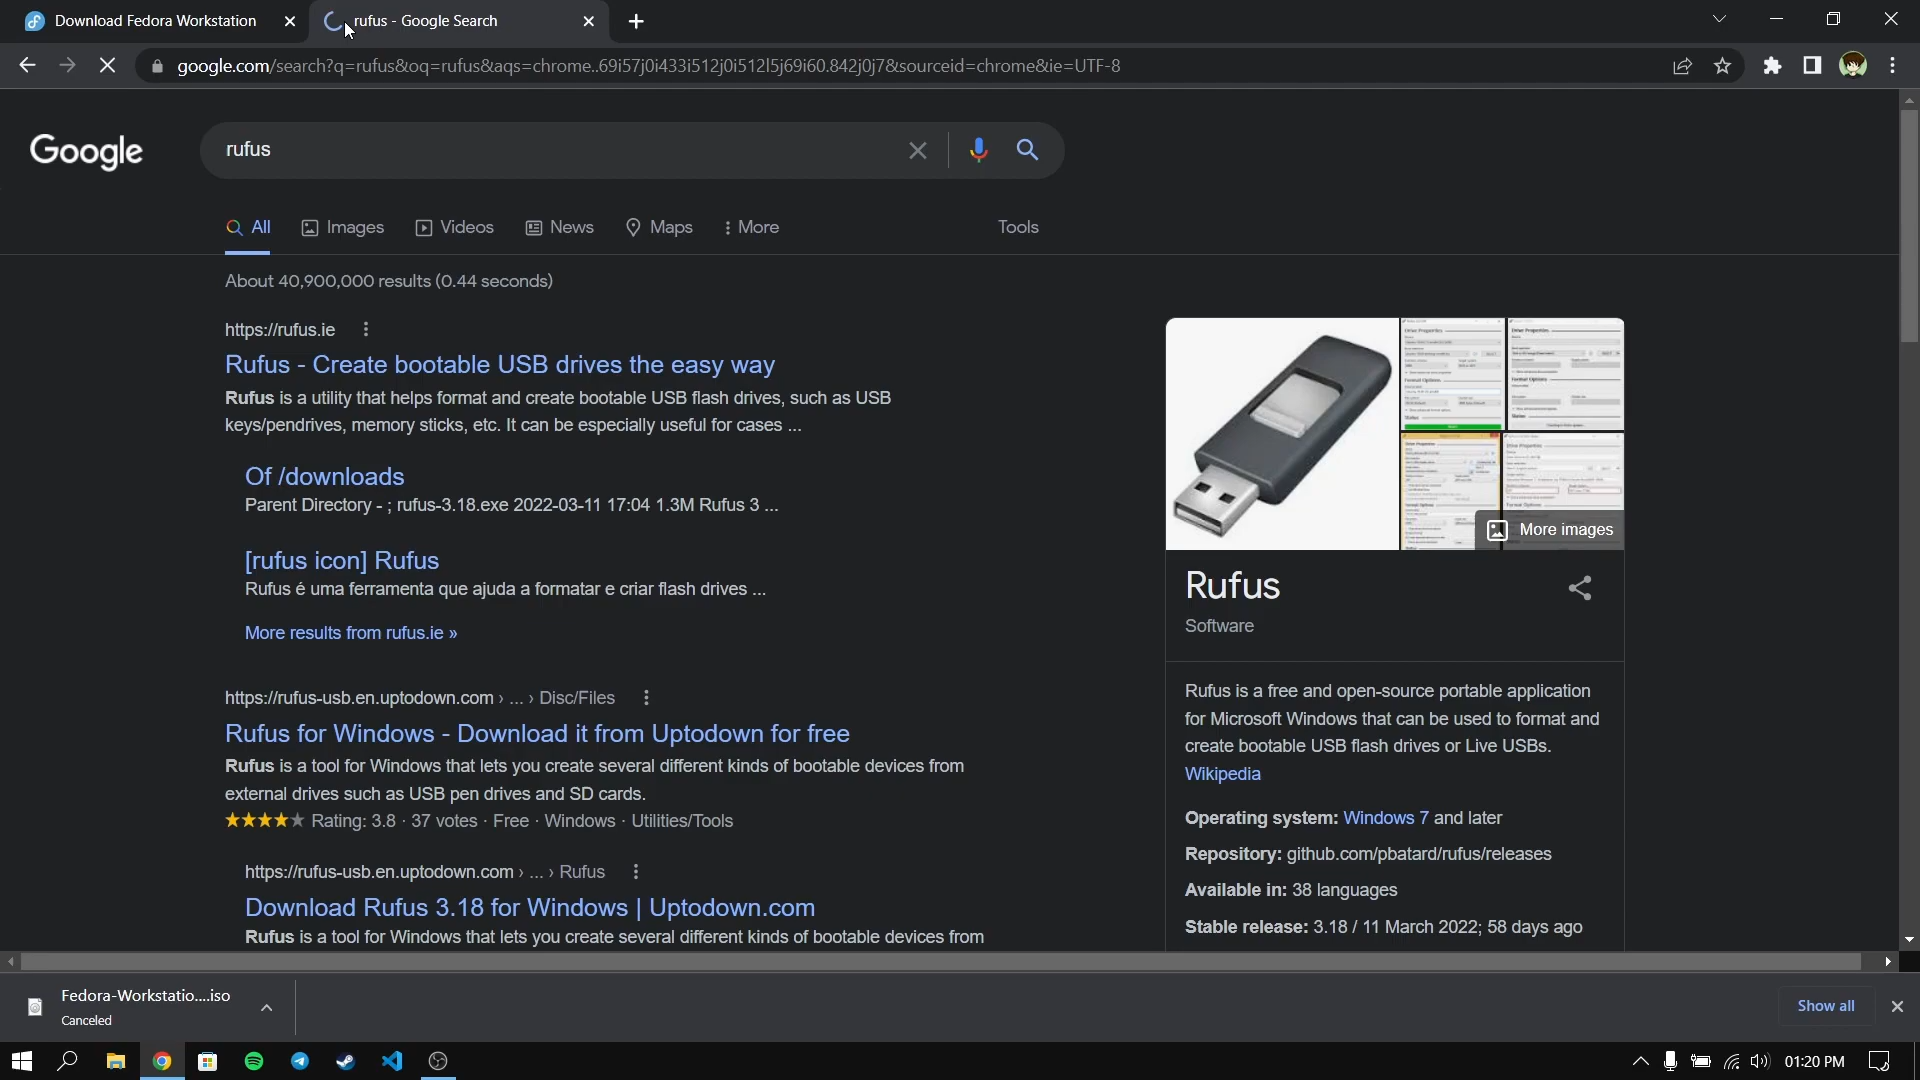 Download Fedora Workstation
rufus - Google Search
google.com/search?q=rufus&oq=rufus&aqs=chrome..69i57j0i433i512j0i512l5j69i60.842j0j7&sourceid=chrome&ie=UTF-8
Google
rufus
All
Images
Videos
News
Maps
More
Tools
About 40,900,000 results (0.44 seconds)
https://rufus.ie
Rufus - Create bootable USB drives the easy way
Rufus is a utility that helps format and create bootable USB flash drives, such as USB
keys/pendrives, memory sticks, etc. It can be especially useful for cases ...
Of /downloads
Parent Directory - ; rufus-3.18.exe 2022-03-11 17:04 1.3M Rufus 3 ...
[rufus icon] Rufus
Rufus é uma ferramenta que ajuda a formatar e criar flash drives ...
More results from rufus.ie »
https://rufus-usb.en.uptodown.com › ... › Disc/Files
Rufus for Windows - Download it from Uptodown for free
Rufus is a tool for Windows that lets you create several different kinds of bootable devices from
external drives such as USB pen drives and SD cards.
Rating: 3.8 · 37 votes · Free · Windows · Utilities/Tools
https://rufus-usb.en.uptodown.com › ... › Rufus
Download Rufus 3.18 for Windows | Uptodown.com
Rufus is a tool for Windows that lets you create several different kinds of bootable devices from
More images
Rufus
Software
Rufus is a free and open-source portable application
for Microsoft Windows that can be used to format and
create bootable USB flash drives or Live USBs.
Wikipedia
Operating system: Windows 7 and later
Repository: github.com/pbatard/rufus/releases
Available in: 38 languages
Stable release: 3.18 / 11 March 2022; 58 days ago
Fedora-Workstatio....iso
Canceled
Show all
01:20 PM